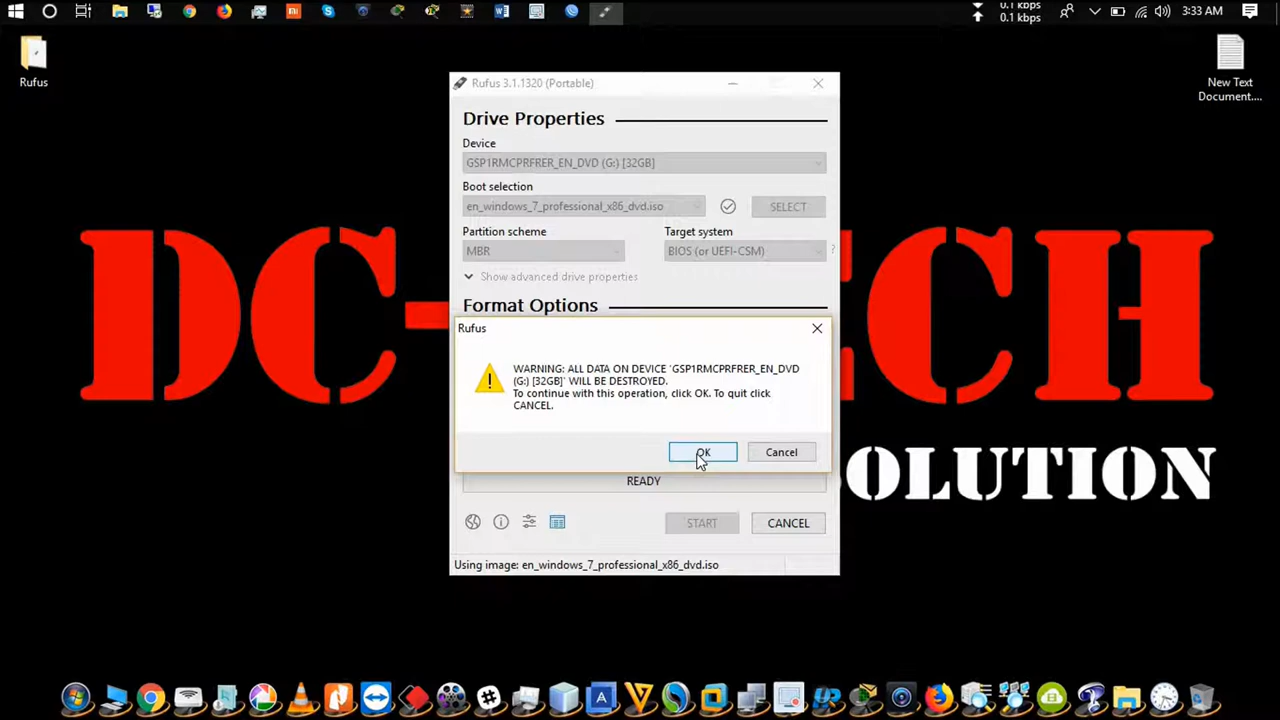 0.1 kbps
0.1 kbps
3:33 AM
Rufus
New Text
Document....
Rufus 3.1.1320 (Portable)
Drive Properties
Device
GSP1RMCPRFRER_EN_DVD (G:) [32GB]
Boot selection
en_windows_7_professional_x86_dvd.iso
SELECT
Partition scheme
Target system
MBR
BIOS (or UEFI-CSM)
?
Show advanced drive properties
Format Options
Rufus
WARNING: ALL DATA ON DEVICE 'GSP1RMCPRFRER_EN_DVD
(G:) [32GB]' WILL BE DESTROYED.
To continue with this operation, click OK. To quit click
CANCEL.
OK
Cancel
READY
START
CANCEL
Using image: en_windows_7_professional_x86_dvd.iso
DC-
ECH
OLUTION